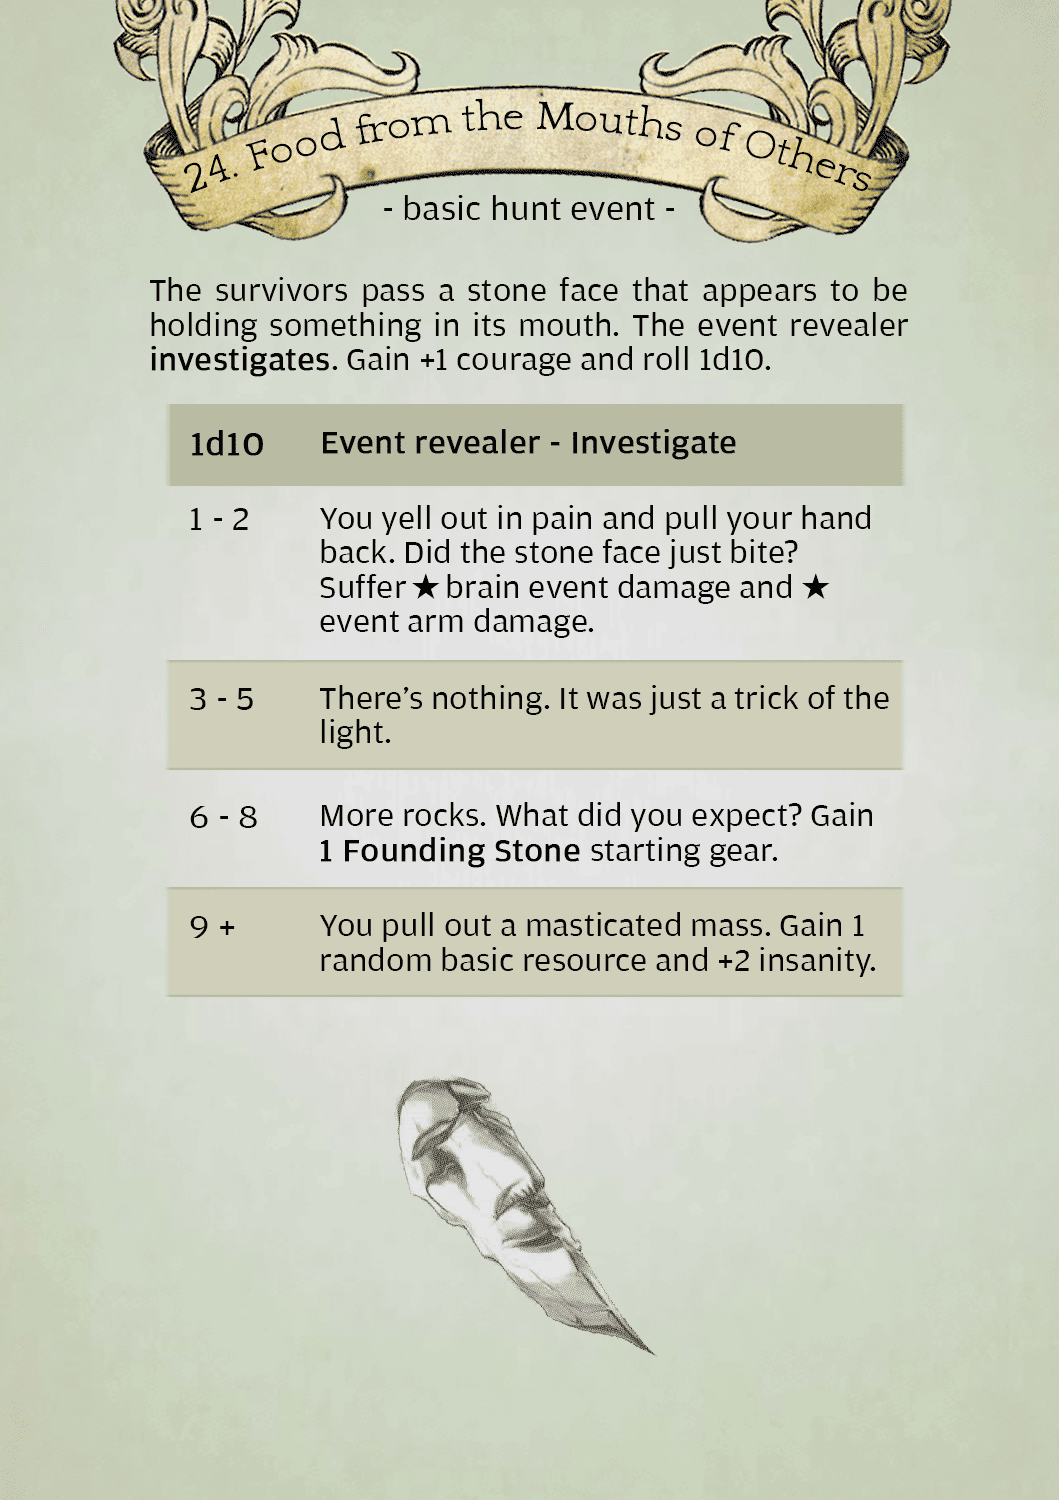 24. Food from the Mouths of Others
- basic hunt event -
The survivors pass a stone face that appears to be
holding something in its mouth. The event revealer
investigates. Gain +1 courage and roll 1d10.
1d10 Event revealer - Investigate
1 - 2 You yell out in pain and pull your hand
back. Did the stone face just bite?
Suffer ★ brain event damage and ★
event arm damage.
3 - 5 There’s nothing. It was just a trick of the
light.
6 - 8 More rocks. What did you expect? Gain
1 Founding Stone starting gear.
9 + You pull out a masticated mass. Gain 1
random basic resource and +2 insanity.